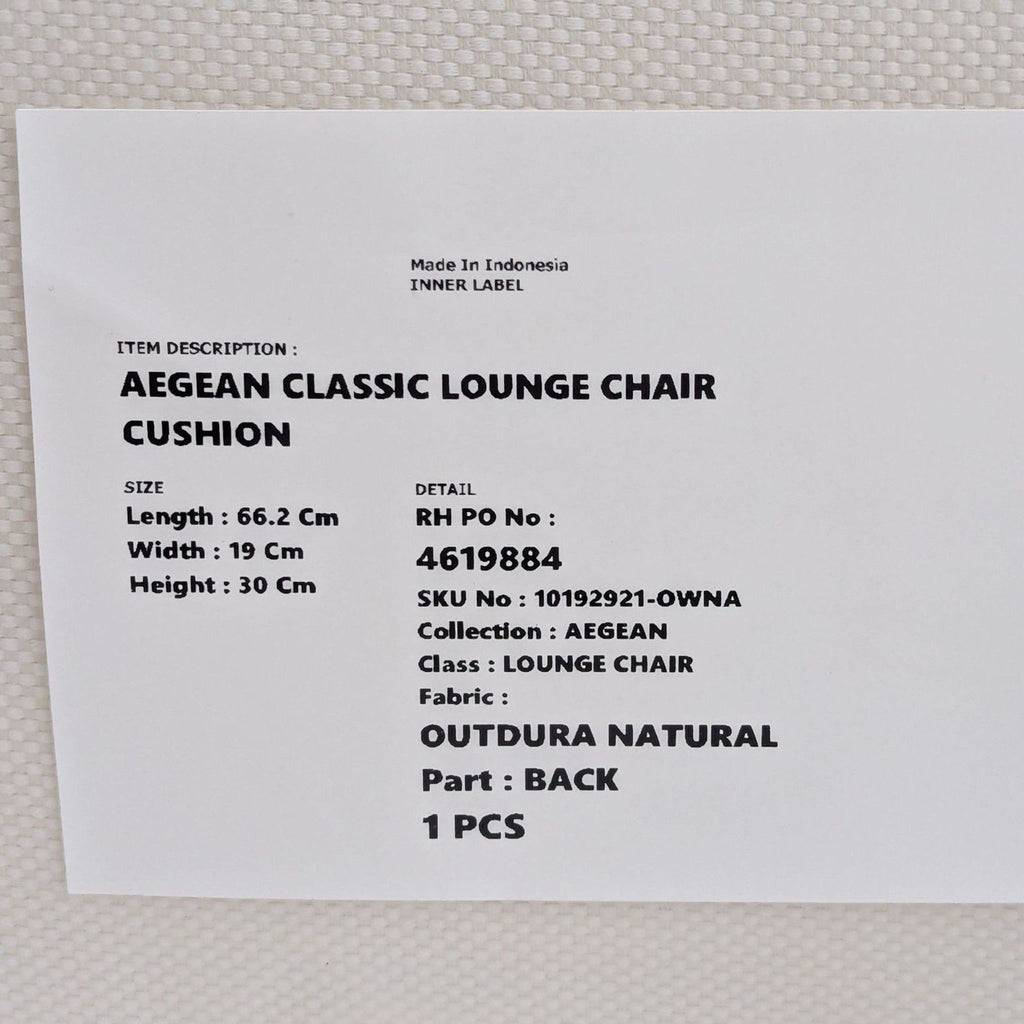 Made In Indonesia
INNER LABEL
ITEM DESCRIPTION :
AEGEAN CLASSIC LOUNGE CHAIR
CUSHION
SIZE
Length : 66.2 Cm
Width : 19 Cm
Height : 30 Cm
DETAIL
RH PO No :
4619884
SKU No : 10192921-OWNA
Collection : AEGEAN
Class : LOUNGE CHAIR
Fabric :
OUTDURA NATURAL
Part : BACK
1 PCS